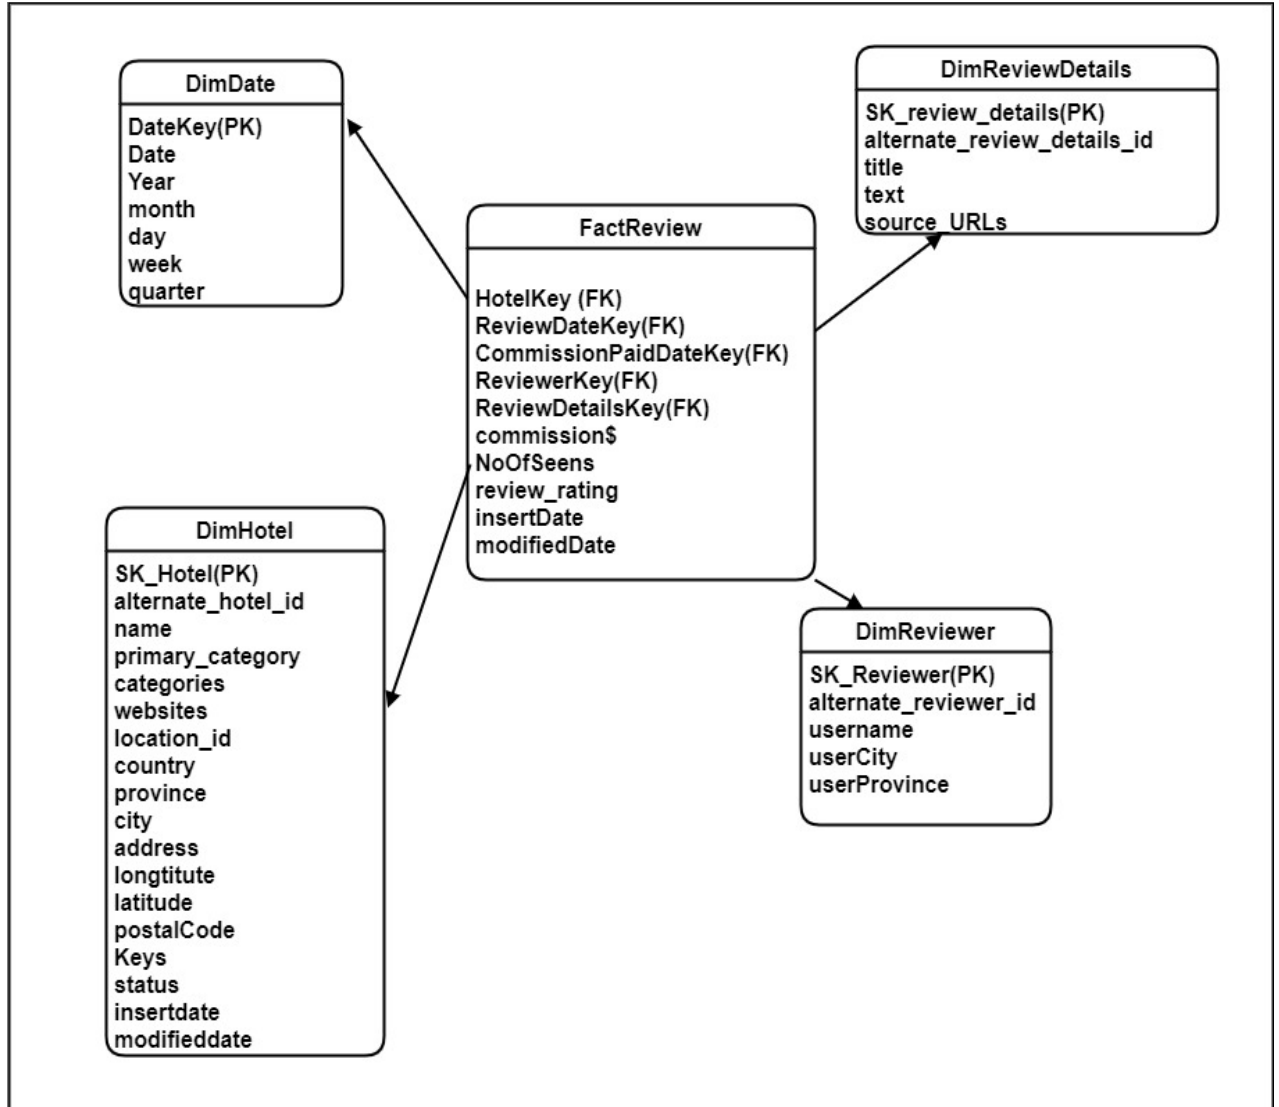 DimDate
DateKey(PK)
Date
Year
month
day
week
quarter
DimReviewDetails
SK_review_details(PK)
alternate_review_details_id
title
text
source_URLs
FactReview
HotelKey (FK)
ReviewDateKey(FK)
CommissionPaidDateKey(FK)
ReviewerKey(FK)
ReviewDetailsKey(FK)
commission$
NoOfSeens
review_rating
insertDate
modifiedDate
DimHotel
SK_Hotel(PK)
alternate_hotel_id
name
primary_category
categories
websites
location_id
country
province
city
address
longtitute
latitude
postalCode
Keys
status
insertdate
modifieddate
DimReviewer
SK_Reviewer(PK)
alternate_reviewer_id
username
userCity
userProvince